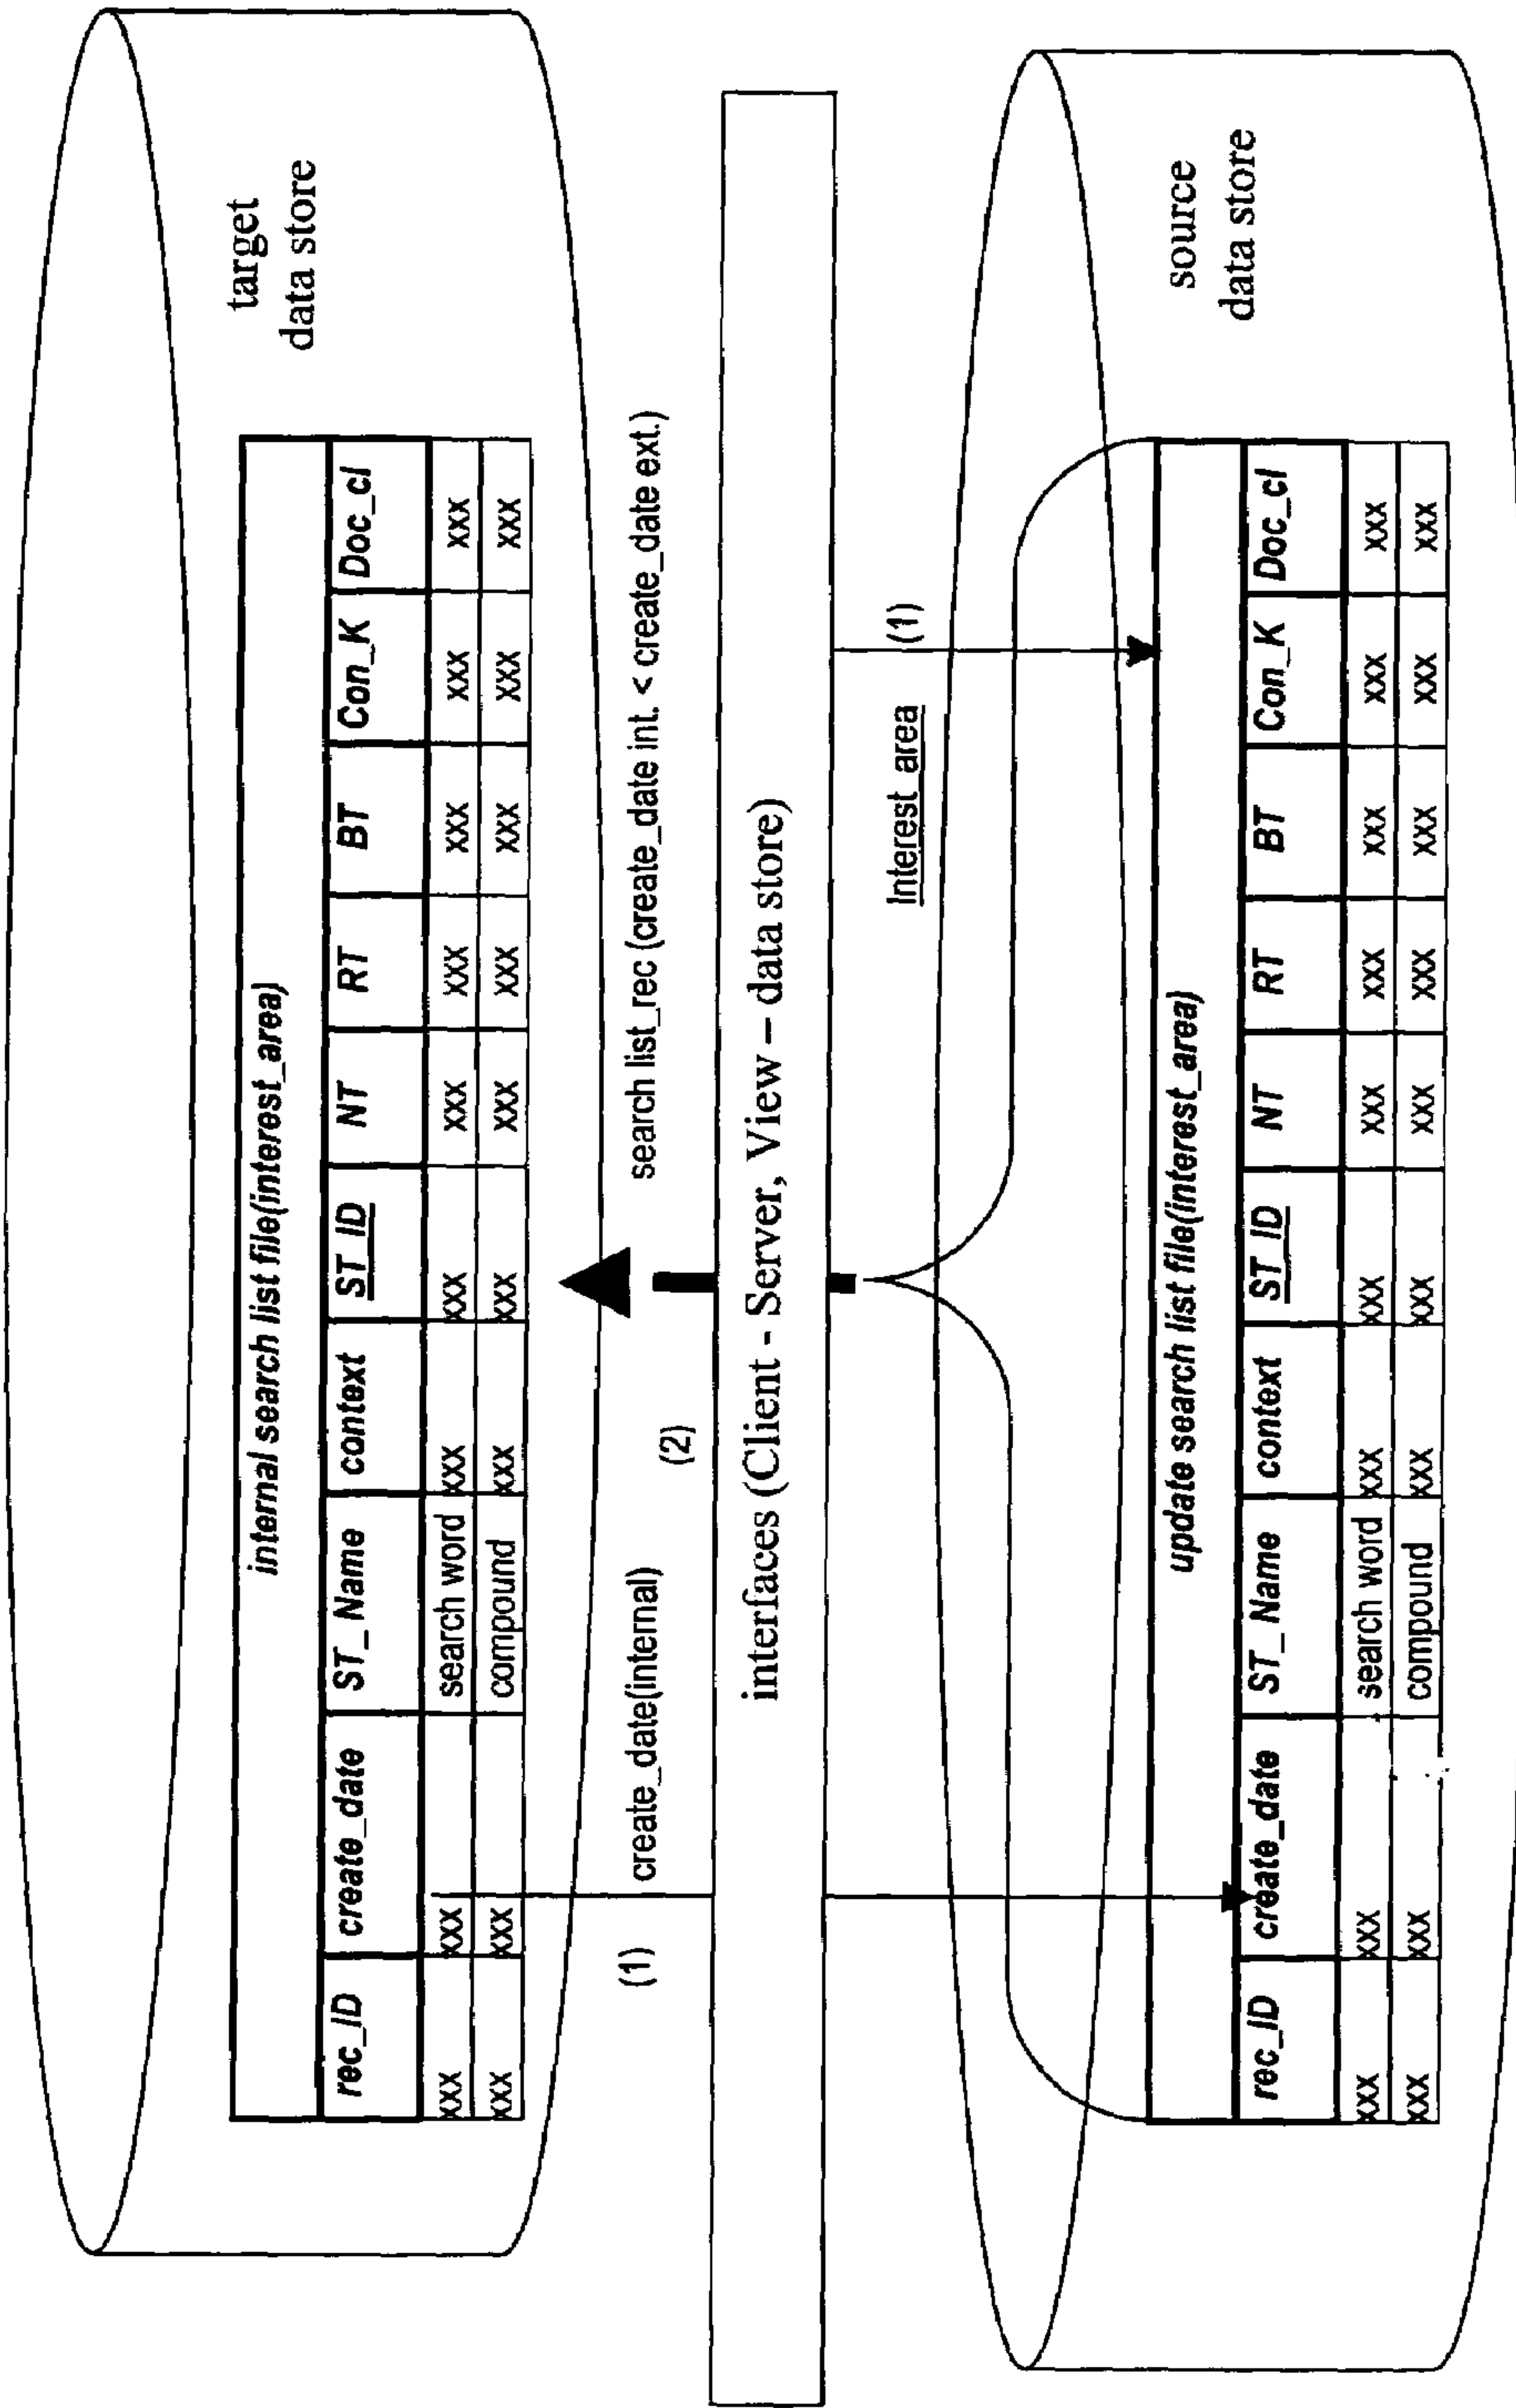 target
data store
internal search list file(interest_area)
rec_ID create_date ST_Name context ST_ID NT RT BT Con_K Doc_cl
xxx xxx search word xxx xxx xxx xxx xxx xxx xxx
xxx xxx compound xxx xxx xxx xxx xxx xxx xxx
(1) create_date(internal) (2) search list_rec (create_date int. < create_date ext.)
interfaces (Client - Server, View – data store)
Interest_area (1)
source
data store
update search list file(interest_area)
rec_ID create_date ST_Name context ST_ID NT RT BT Con_K Doc_cl
xxx xxx search word xxx xxx xxx xxx xxx xxx xxx
xxx xxx compound xxx xxx xxx xxx xxx xxx xxx